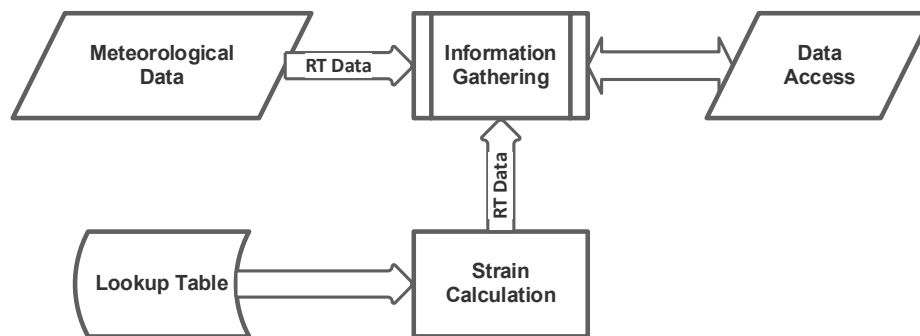 Meteorological
Data
RT Data
Information
Gathering
Data
Access
RT Data
Lookup Table
Strain
Calculation